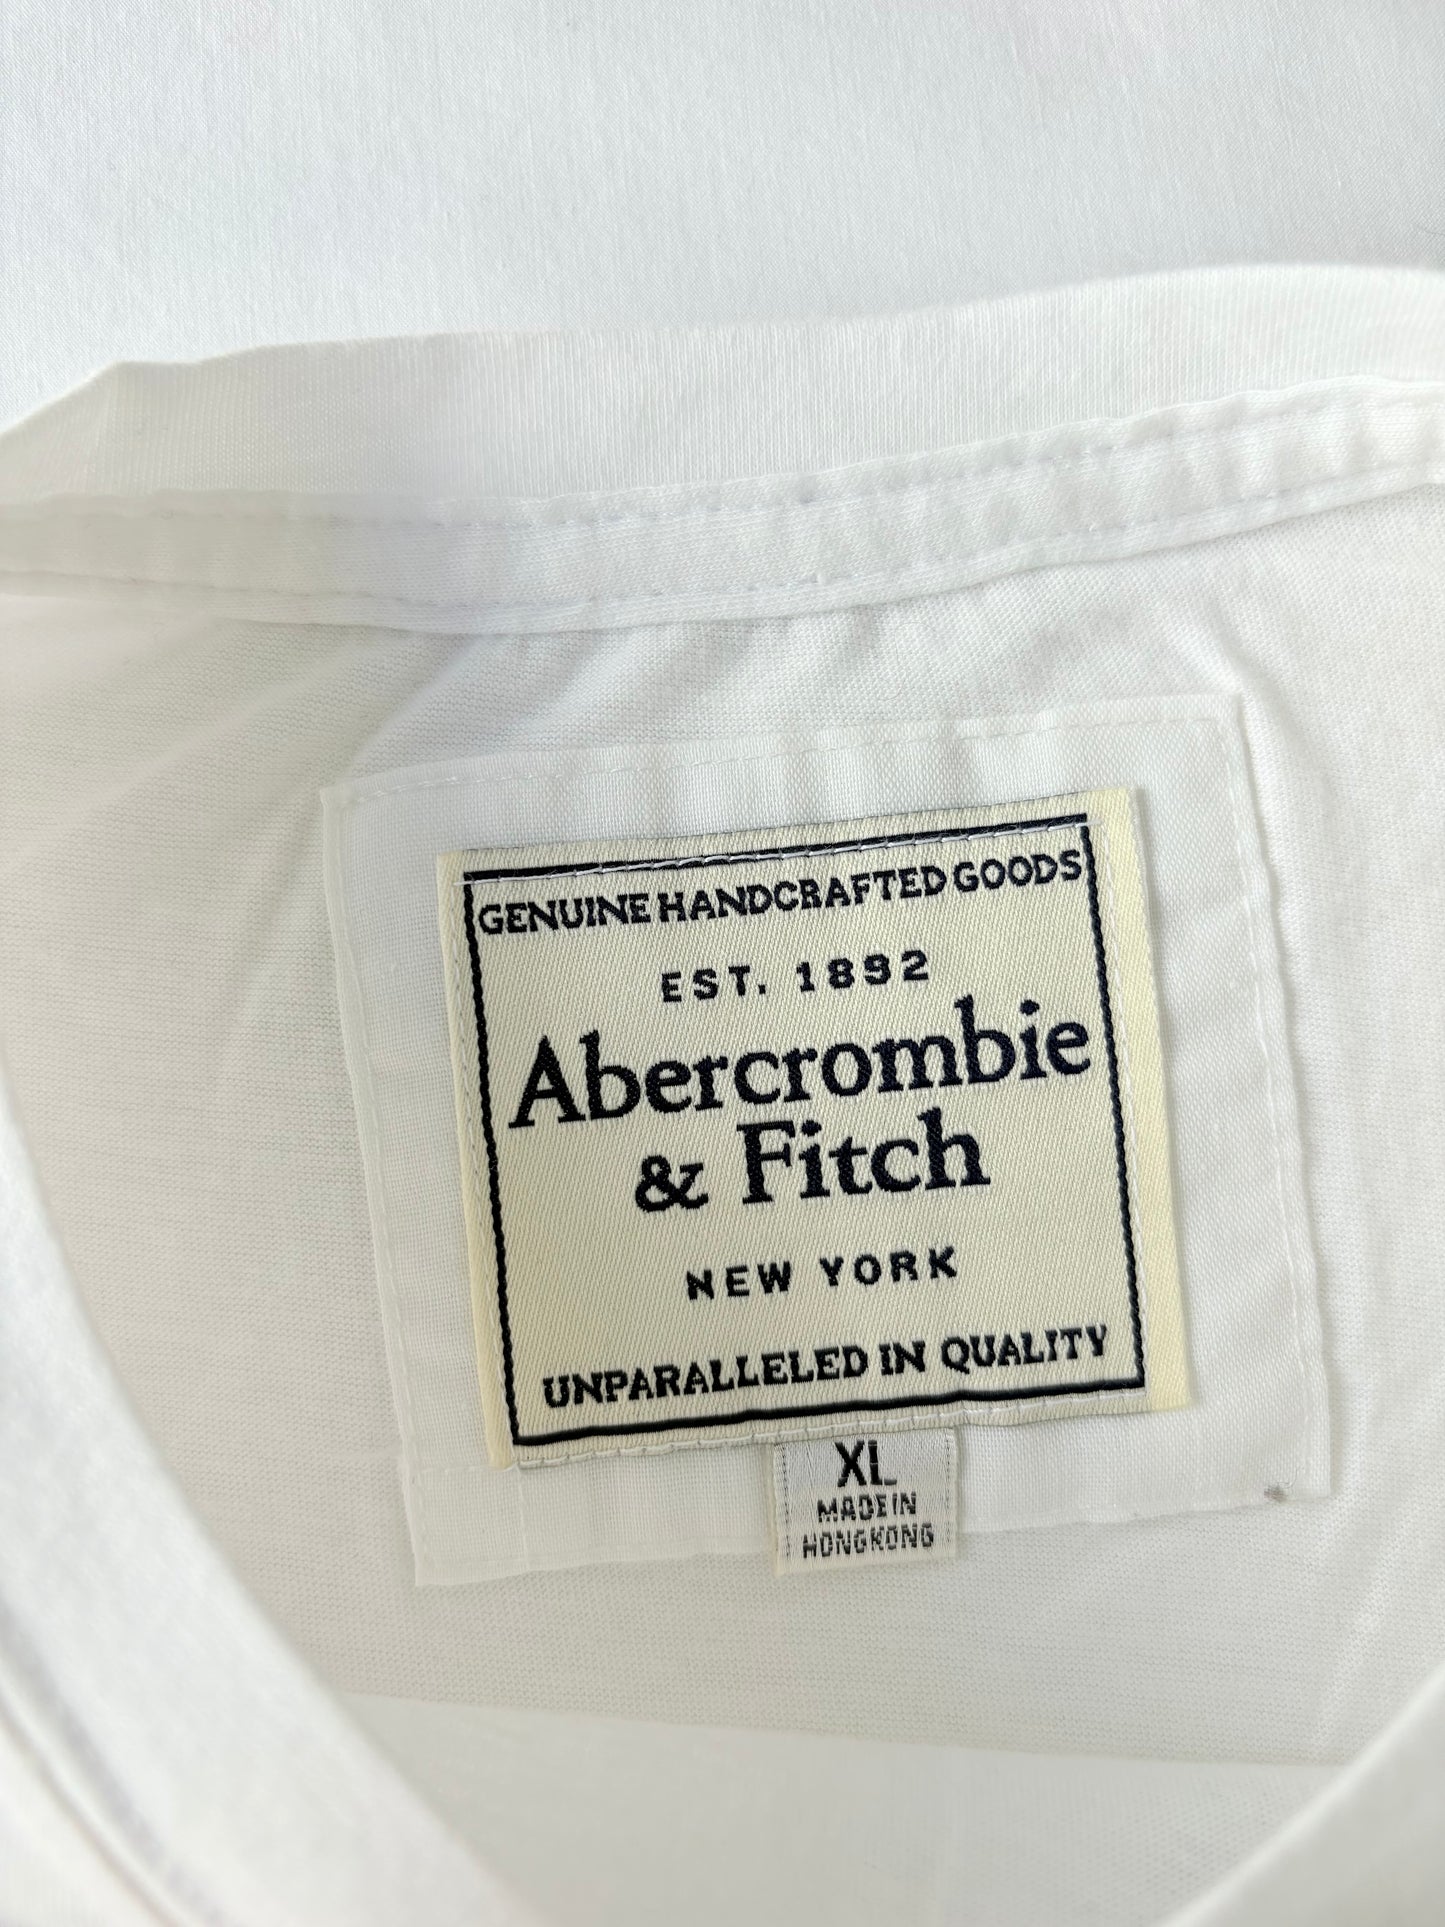 GENUINE HANDCRAFTED GOODS
EST. 1892
Abercrombie
& Fitch
NEW YORK
UNPARALLELED IN QUALITY
XL
MADE IN
HONGKONG